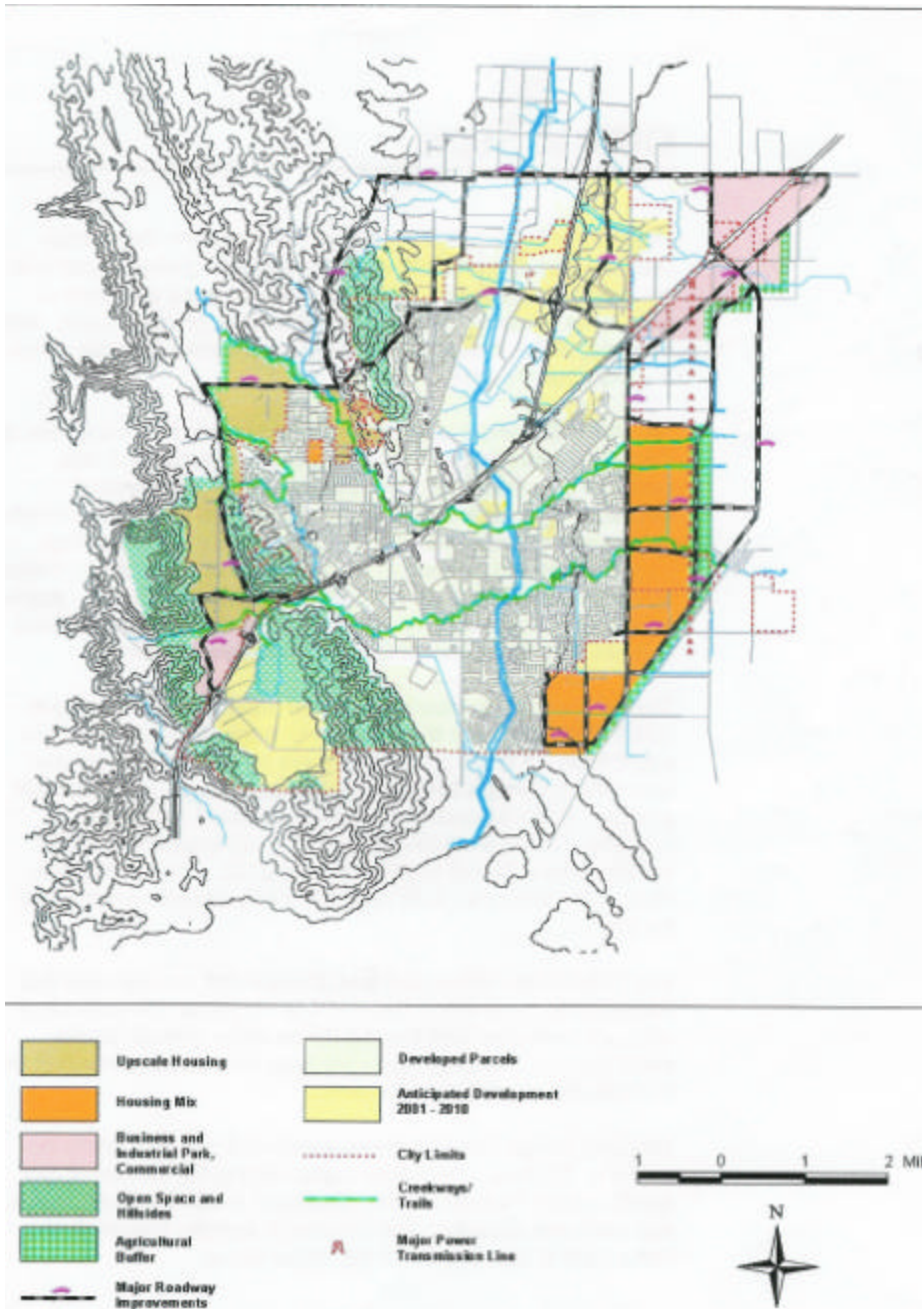 Upscale Housing
Housing Mix
Business and
Industrial Park,
Commercial
Open Space and
Hillsides
Agricultural
Buffer
Major Roadway
Improvements
Developed Parcels
Anticipated Development
2001 - 2010
City Limits
Creekways/
Trails
Major Power
Transmission Line
1 0 1 2 Mil
N